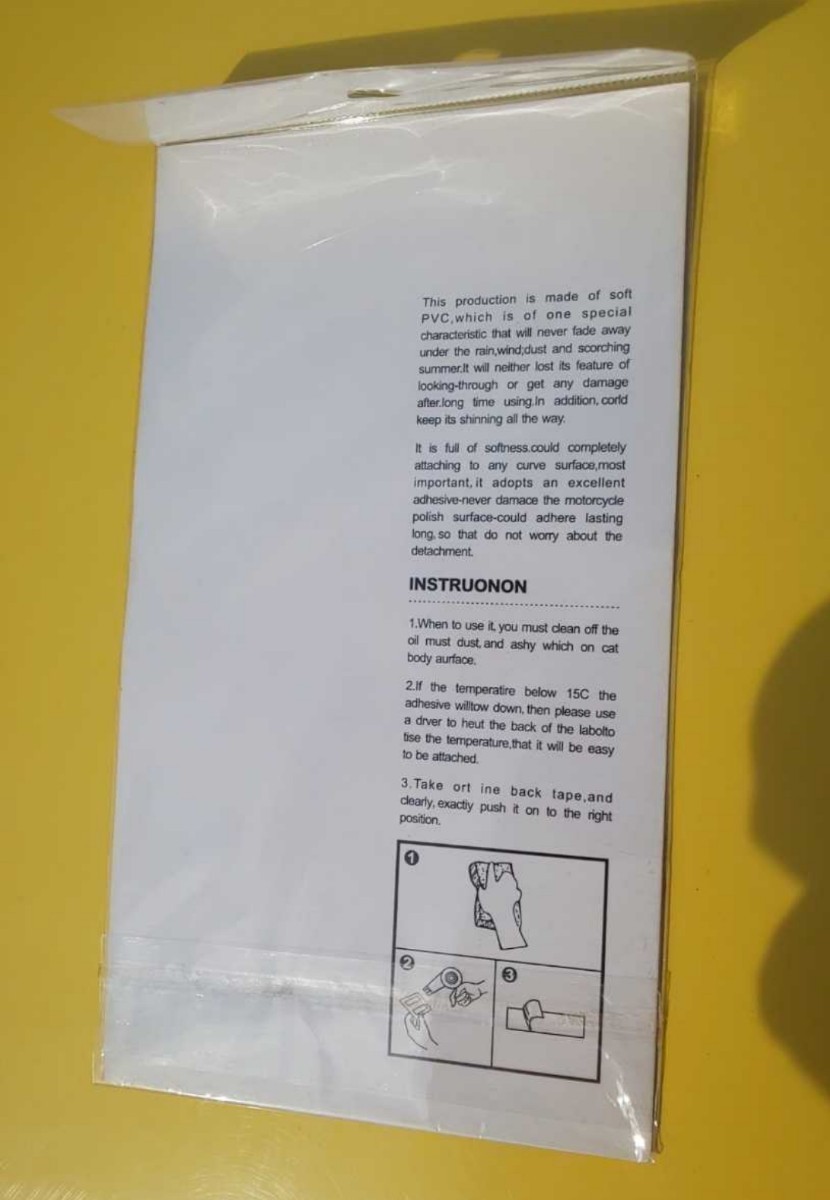 This production is made of soft
PVC,which is of one special
characteristic that will never fade away
under the rain,wind;dust and scorching
summer.It will neither lost its feature of
looking-through or get any damage
after.long time using.In addition, corld
keep its shinning all the way.
It is full of softness.could completely
attaching to any curve surface,most
important, it adopts an excellent
adhesive-never damace the motorcycle
polish surface-could adhere lasting
long, so that do not worry about the
detachment.
INSTRUONON
1.When to use it, you must clean off the
oil must dust, and ashy which on cat
body aurface.
2.If the temperatire below 15C the
adhesive willtow down, then please use
a drver to heut the back of the labolto
tise the temperature,that it will be easy
to be attached.
3.Take ort ine back tape,and
clearly, exactiy push it on to the right
position.
1
2
3